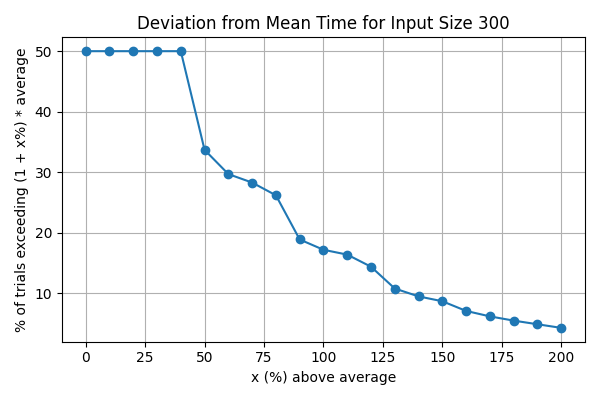 Deviation from Mean Time for Input Size 300
% of trials exceeding (1 + x%) * average
50
40
30
20
10
0 25 50 75 100 125 150 175 200
x (%) above average